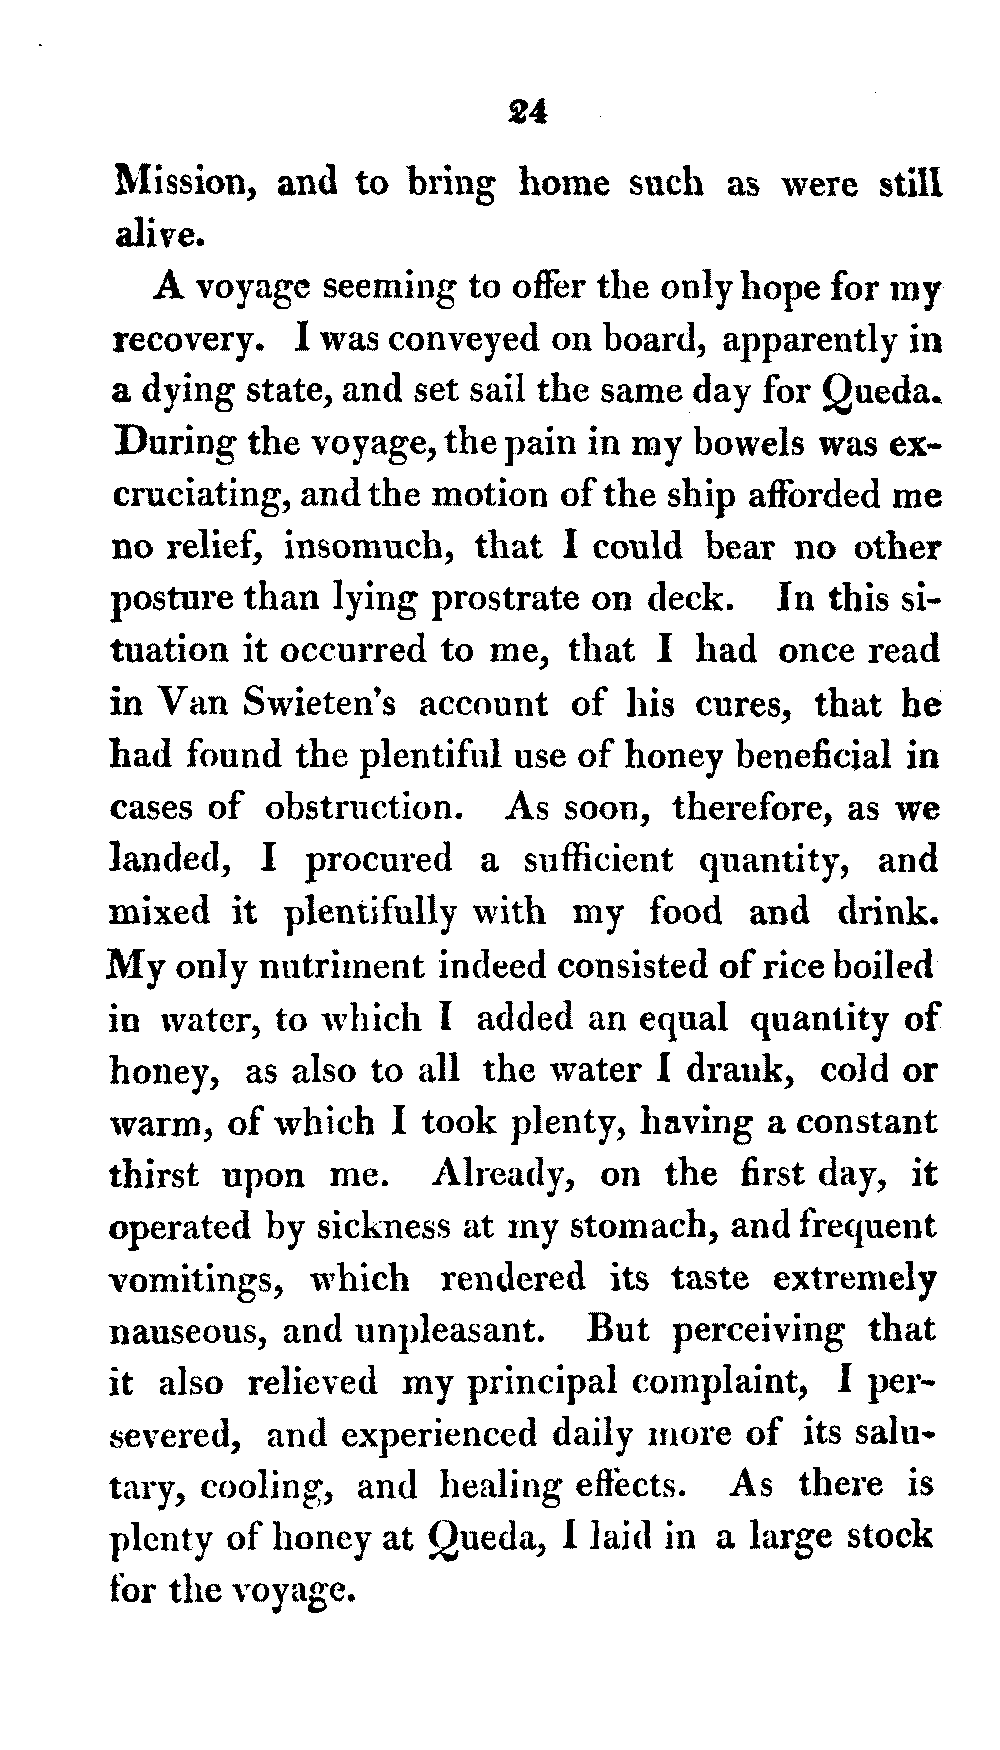 24
Mission, and to bring home such as were still
alive.
A voyage seeming to offer the only hope for my
recovery. I was conveyed on board, apparently in
a dying state, and set sail the same day for Queda.
During the voyage, the pain in my bowels was ex-
cruciating, and the motion of the ship afforded me
no relief, insomuch, that I could bear no other
posture than lying prostrate on deck. In this si-
tuation it occurred to me, that I had once read
in Van Swieten's account of his cures, that he
had found the plentiful use of honey beneficial in
cases of obstruction. As soon, therefore, as we
landed, I procured a sufficient quantity, and
mixed it plentifully with my food and drink.
My only nutriment indeed consisted of rice boiled
in water, to which I added an equal quantity of
honey, as also to all the water I drank, cold or
warm, of which I took plenty, having a constant
thirst upon me. Already, on the first day, it
operated by sickness at my stomach, and frequent
vomitings, which rendered its taste extremely
nauseous, and unpleasant. But perceiving that
it also relieved my principal complaint, I per-
severed, and experienced daily more of its salu-
tary, cooling, and healing effects. As there is
plenty of honey at Queda, I laid in a large stock
for the voyage.